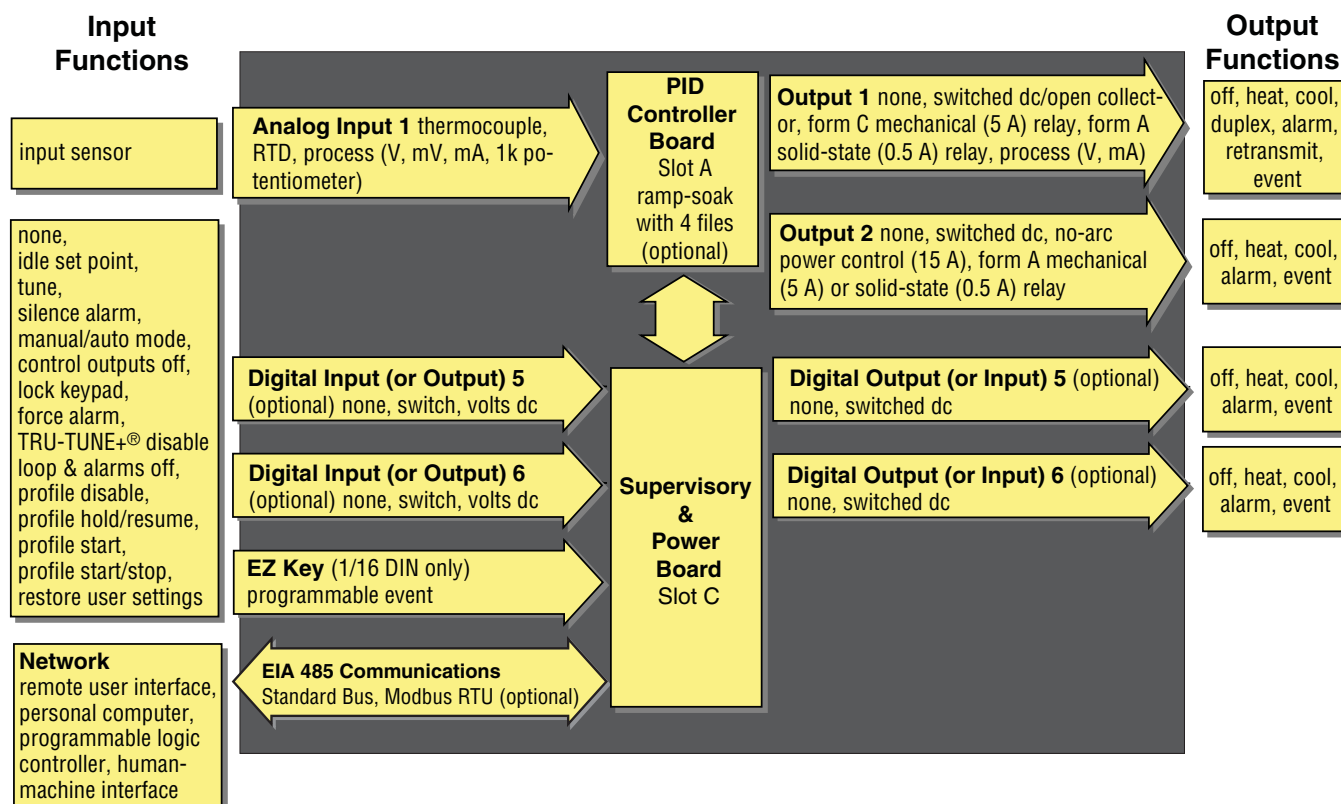 Input
Functions
Output
Functions
input sensor
Analog Input 1 thermocouple,
RTD, process (V, mV, mA, 1k po-
tentiometer)
PID
Controller
Board
Slot A
ramp-soak
with 4 files
(optional)
Output 1 none, switched dc/open collect-
or, form C mechanical (5 A) relay, form A
solid-state (0.5 A) relay, process (V, mA)
off, heat, cool,
duplex, alarm,
retransmit,
event
Output 2 none, switched dc, no-arc
power control (15 A), form A mechanical
(5 A) or solid-state (0.5 A) relay
off, heat, cool,
alarm, event
none,
idle set point,
tune,
silence alarm,
manual/auto mode,
control outputs off,
lock keypad,
force alarm,
TRU-TUNE+® disable
loop & alarms off,
profile disable,
profile hold/resume,
profile start,
profile start/stop,
restore user settings
Digital Input (or Output) 5
(optional) none, switch, volts dc
Digital Input (or Output) 6
(optional) none, switch, volts dc
EZ Key (1/16 DIN only)
programmable event
Supervisory
&
Power
Board
Slot C
Digital Output (or Input) 5 (optional)
none, switched dc
off, heat, cool,
alarm, event
Digital Output (or Input) 6 (optional)
none, switched dc
off, heat, cool,
alarm, event
Network
remote user interface,
personal computer,
programmable logic
controller, human-
machine interface
EIA 485 Communications
Standard Bus, Modbus RTU (optional)